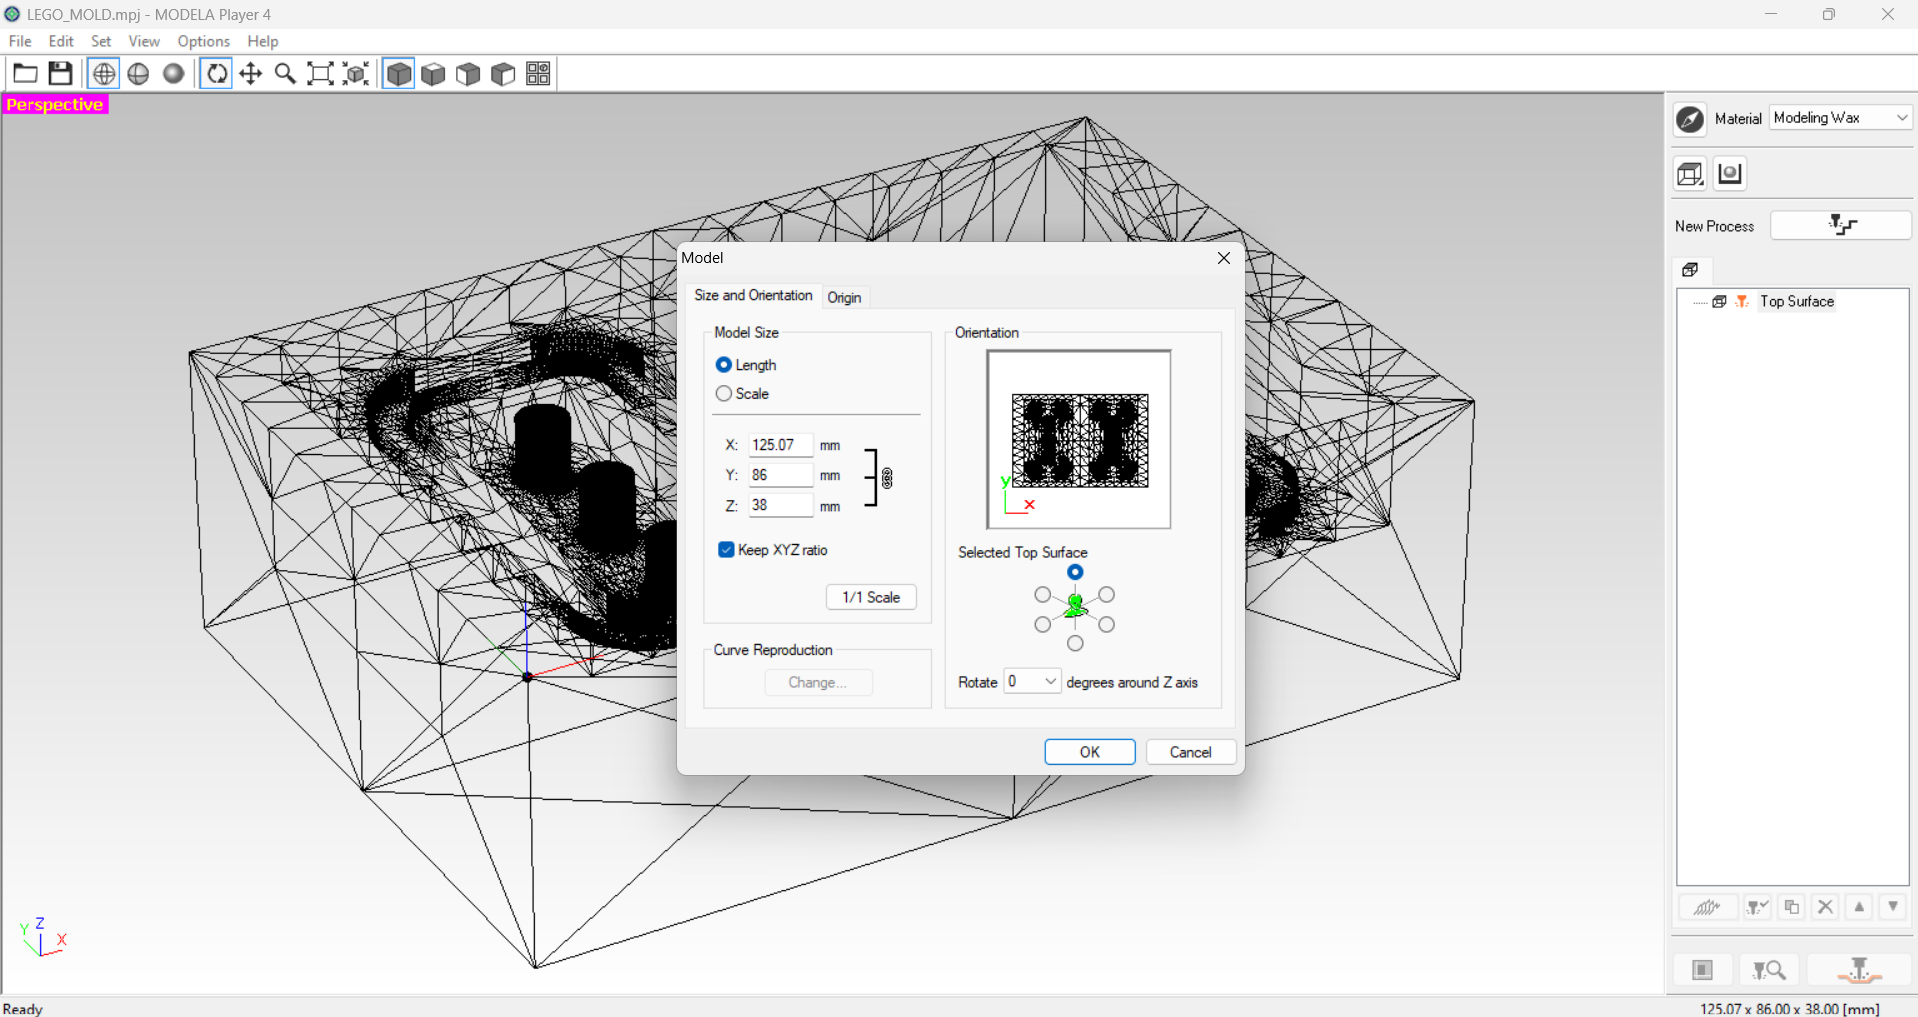 LEGO_MOLD.mpj - MODELA Player 4
File Edit Set View Options Help
Perspective
Material Modeling Wax
New Process
Top Surface
Model
Size and Orientation Origin
Model Size
Length
Scale
X: 125.07 mm
Y: 86 mm
Z: 38 mm
Keep XYZ ratio
1/1 Scale
Curve Reproduction
Change...
Orientation
Y
X
Selected Top Surface
Rotate 0 degrees around Z axis
OK Cancel
Z
Y
X
Ready
125.07 x 86.00 x 38.00 [mm]